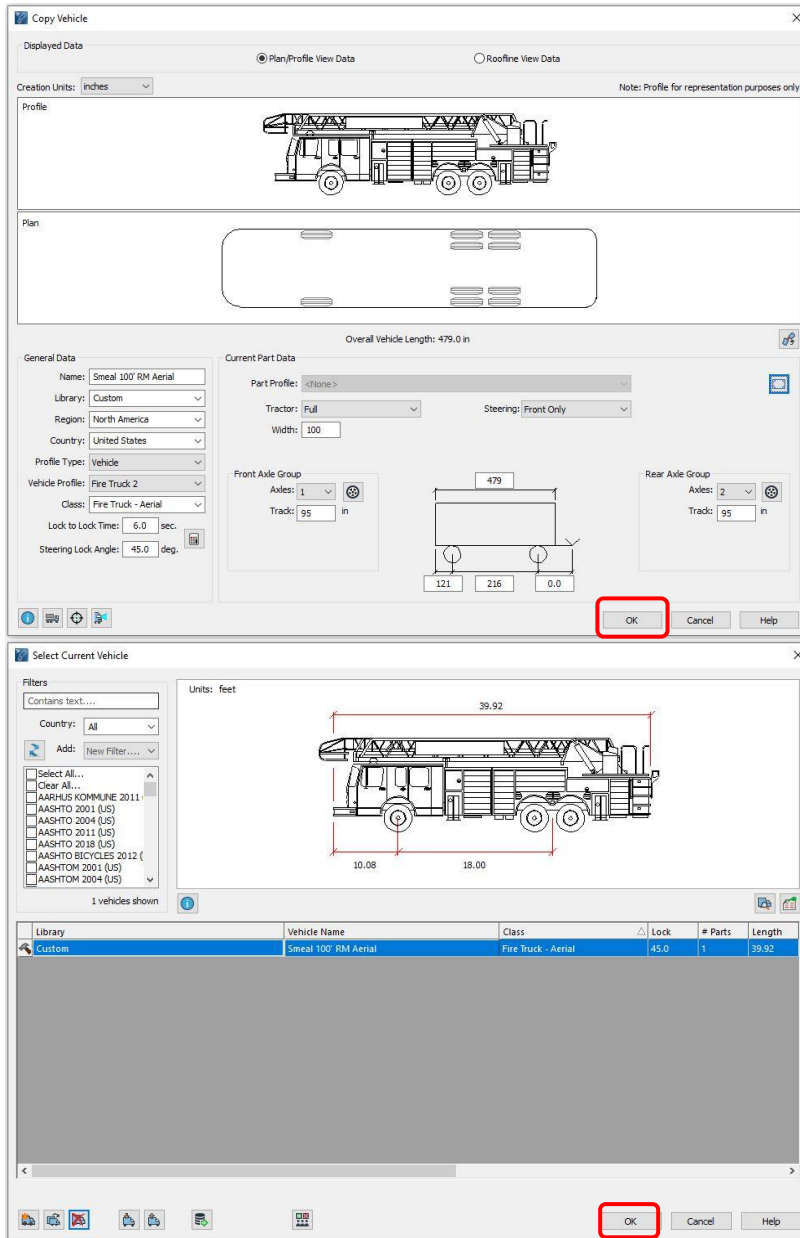 Copy Vehicle
Displayed Data
Plan/Profile View Data Roofline View Data
Creation Units: inches Note: Profile for representation purposes only
Profile
Plan
Overall Vehicle Length: 479.0 in
General Data
Name: Smeal 100' RM Aerial
Library: Custom
Region: North America
Country: United States
Profile Type: Vehicle
Vehicle Profile: Fire Truck 2
Class: Fire Truck - Aerial
Lock to Lock Time: 6.0 sec.
Steering Lock Angle: 45.0 deg.
Current Part Data
Part Profile: <None>
Tractor: Full Steering: Front Only
Width: 100
Front Axle Group
Axles: 1
Track: 95 in
479
121 216 0.0
Rear Axle Group
Axles: 2
Track: 95 in
OK Cancel Help
Select Current Vehicle
Filters
Contains text....
Country: All
Add: New Filter....
Select All...
Clear All...
AARHUS KOMMUNE 2011
AASHTO 2001 (US)
AASHTO 2004 (US)
AASHTO 2011 (US)
AASHTO 2018 (US)
AASHTO BICYCLES 2012 (
AASHTOM 2001 (US)
AASHTOM 2004 (US)
1 vehicles shown
Units: feet
39.92
10.08 18.00
Library Vehicle Name Class Lock # Parts Length
Custom Smeal 100' RM Aerial Fire Truck - Aerial 45.0 1 39.92
OK Cancel Help